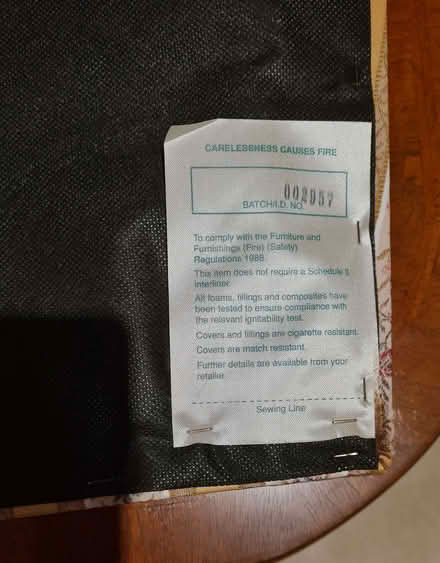 CARELESSNESS CAUSES FIRE
002957
BATCH/I.D. NO.
To comply with the Furniture and
Furnishings (Fire) (Safety)
Regulations 1988.
This item does not require a Schedule 3
interliner.
All foams, fillings and composites have
been tested to ensure compliance with
the relevant ignitability test.
Covers and fillings are cigarette resistant.
Covers are match resistant.
Further details are available from your
retailer.
Sewing Line